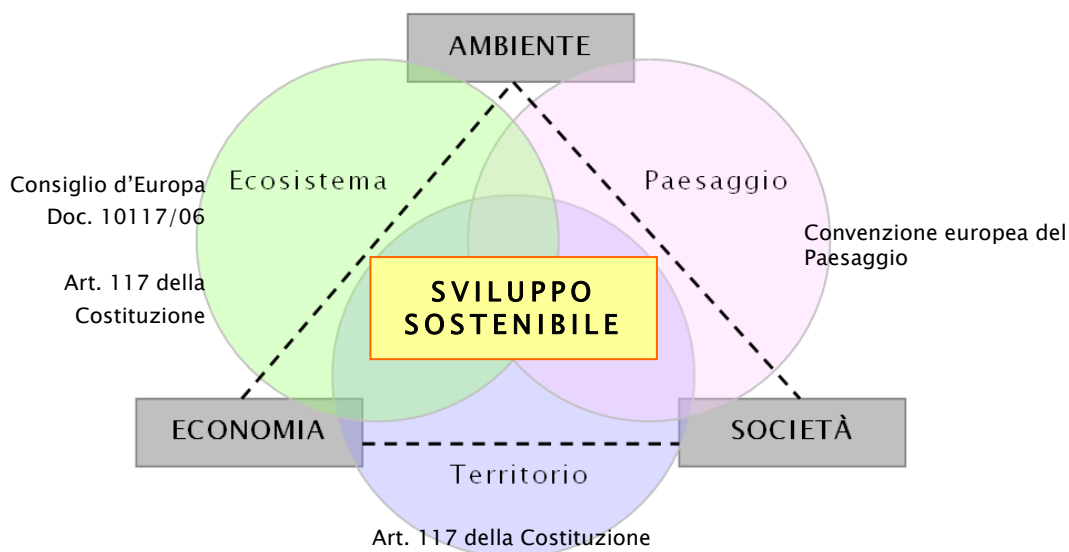 AMBIENTE
Ecosistema
Paesaggio
Consiglio d’Europa
Doc. 10117/06
Art. 117 della
Costituzione
Convenzione europea del
Paesaggio
SVILUPPO
SOSTENIBILE
ECONOMIA
SOCIETÀ
Territorio
Art. 117 della Costituzione